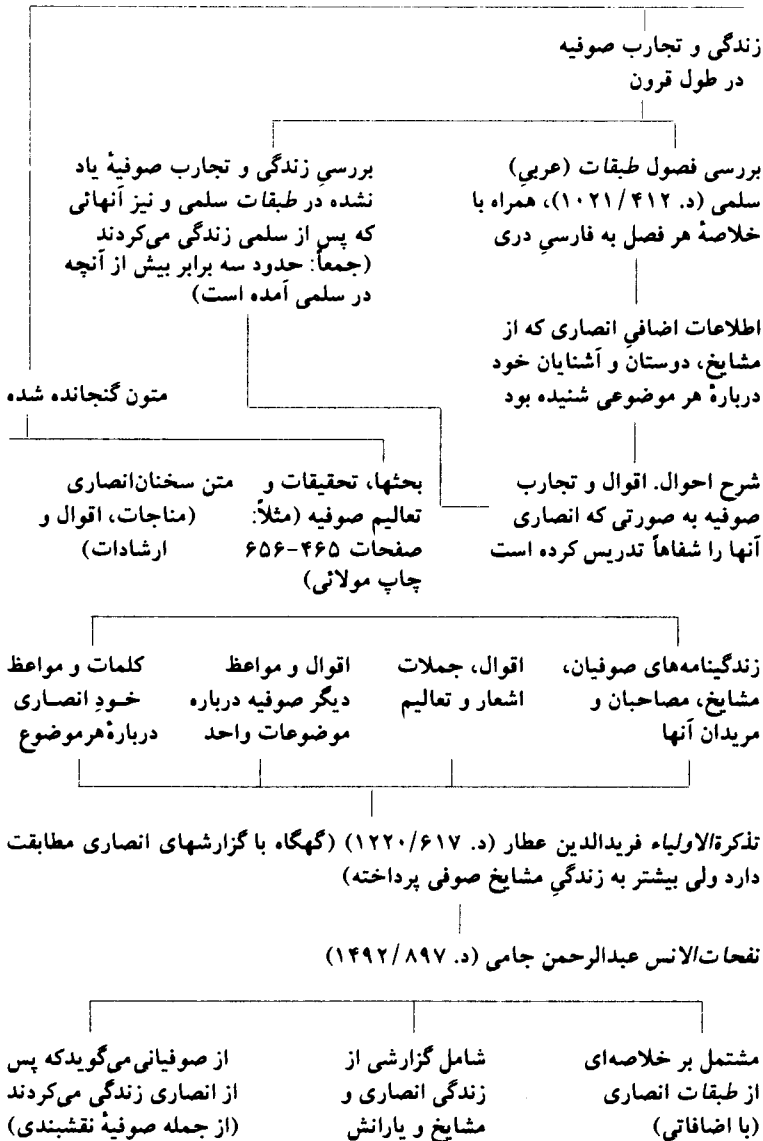 زندگی و تجارب صوفیه
در طول قرون
بررسی فصول طبقات (عربیِ)
سلمی (د. ۴۱۲/ ۱۰۲۱)، همراه با
خلاصهٔ هر فصل به فارسیِ دری
بررسیِ زندگی و تجارب صوفیهٔ یاد
نشده در طبقات سلمی و نیز آنهائی
که پس از سلمی زندگی می‌کردند
(جمعاً: حدود سه برابر بیش از آنچه
در سلمی آمده است)
اطلاعات اضافیِ انصاری که از
مشایخ، دوستان و آشنایان خود
دربارهٔ هر موضوعی شنیده بود
متون گنجانده شده
شرح احوال. اقوال و تجارب
صوفیه به صورتی که انصاری
آنها را شفاهاً تدریس کرده است
بحثها، تحقیقات و
تعالیم صوفیه (مثلاً:
صفحات ۴۶۵-۶۵۶
چاپ مولائی)
متن سخنان‌انصاری
(مناجات، اقوال و
ارشادات)
زندگینامه‌های صوفیان،
مشایخ، مصاحبان و
مریدان آنها
اقوال، جملات
اشعار و تعالیم
اقوال و مواعظ
دیگر صوفیه درباره
موضوعات واحد
کلمات و مواعظ
خودِ انصاری
دربارهٔ‌هرموضوع
تذکرةالاولیاء فریدالدین عطار (د. ۶۱۷/ ۱۲۲۰) (گهگاه با گزارشهای انصاری مطابقت
دارد ولی بیشتر به زندگیِ مشایخ صوفی پرداخته)
نفحات‌الانس عبدالرحمن جامی (د. ۸۹۷/ ۱۴۹۲)
مشتمل بر خلاصه‌ای
از طبقات انصاری
(با اضافاتی)
شامل گزارشی از
زندگی انصاری و
مشایخ و یارانش
از صوفیانی‌می‌گویدکه پس
از انصاری زندگی می‌کردند
(از جمله صوفیهٔ نقشبندی)